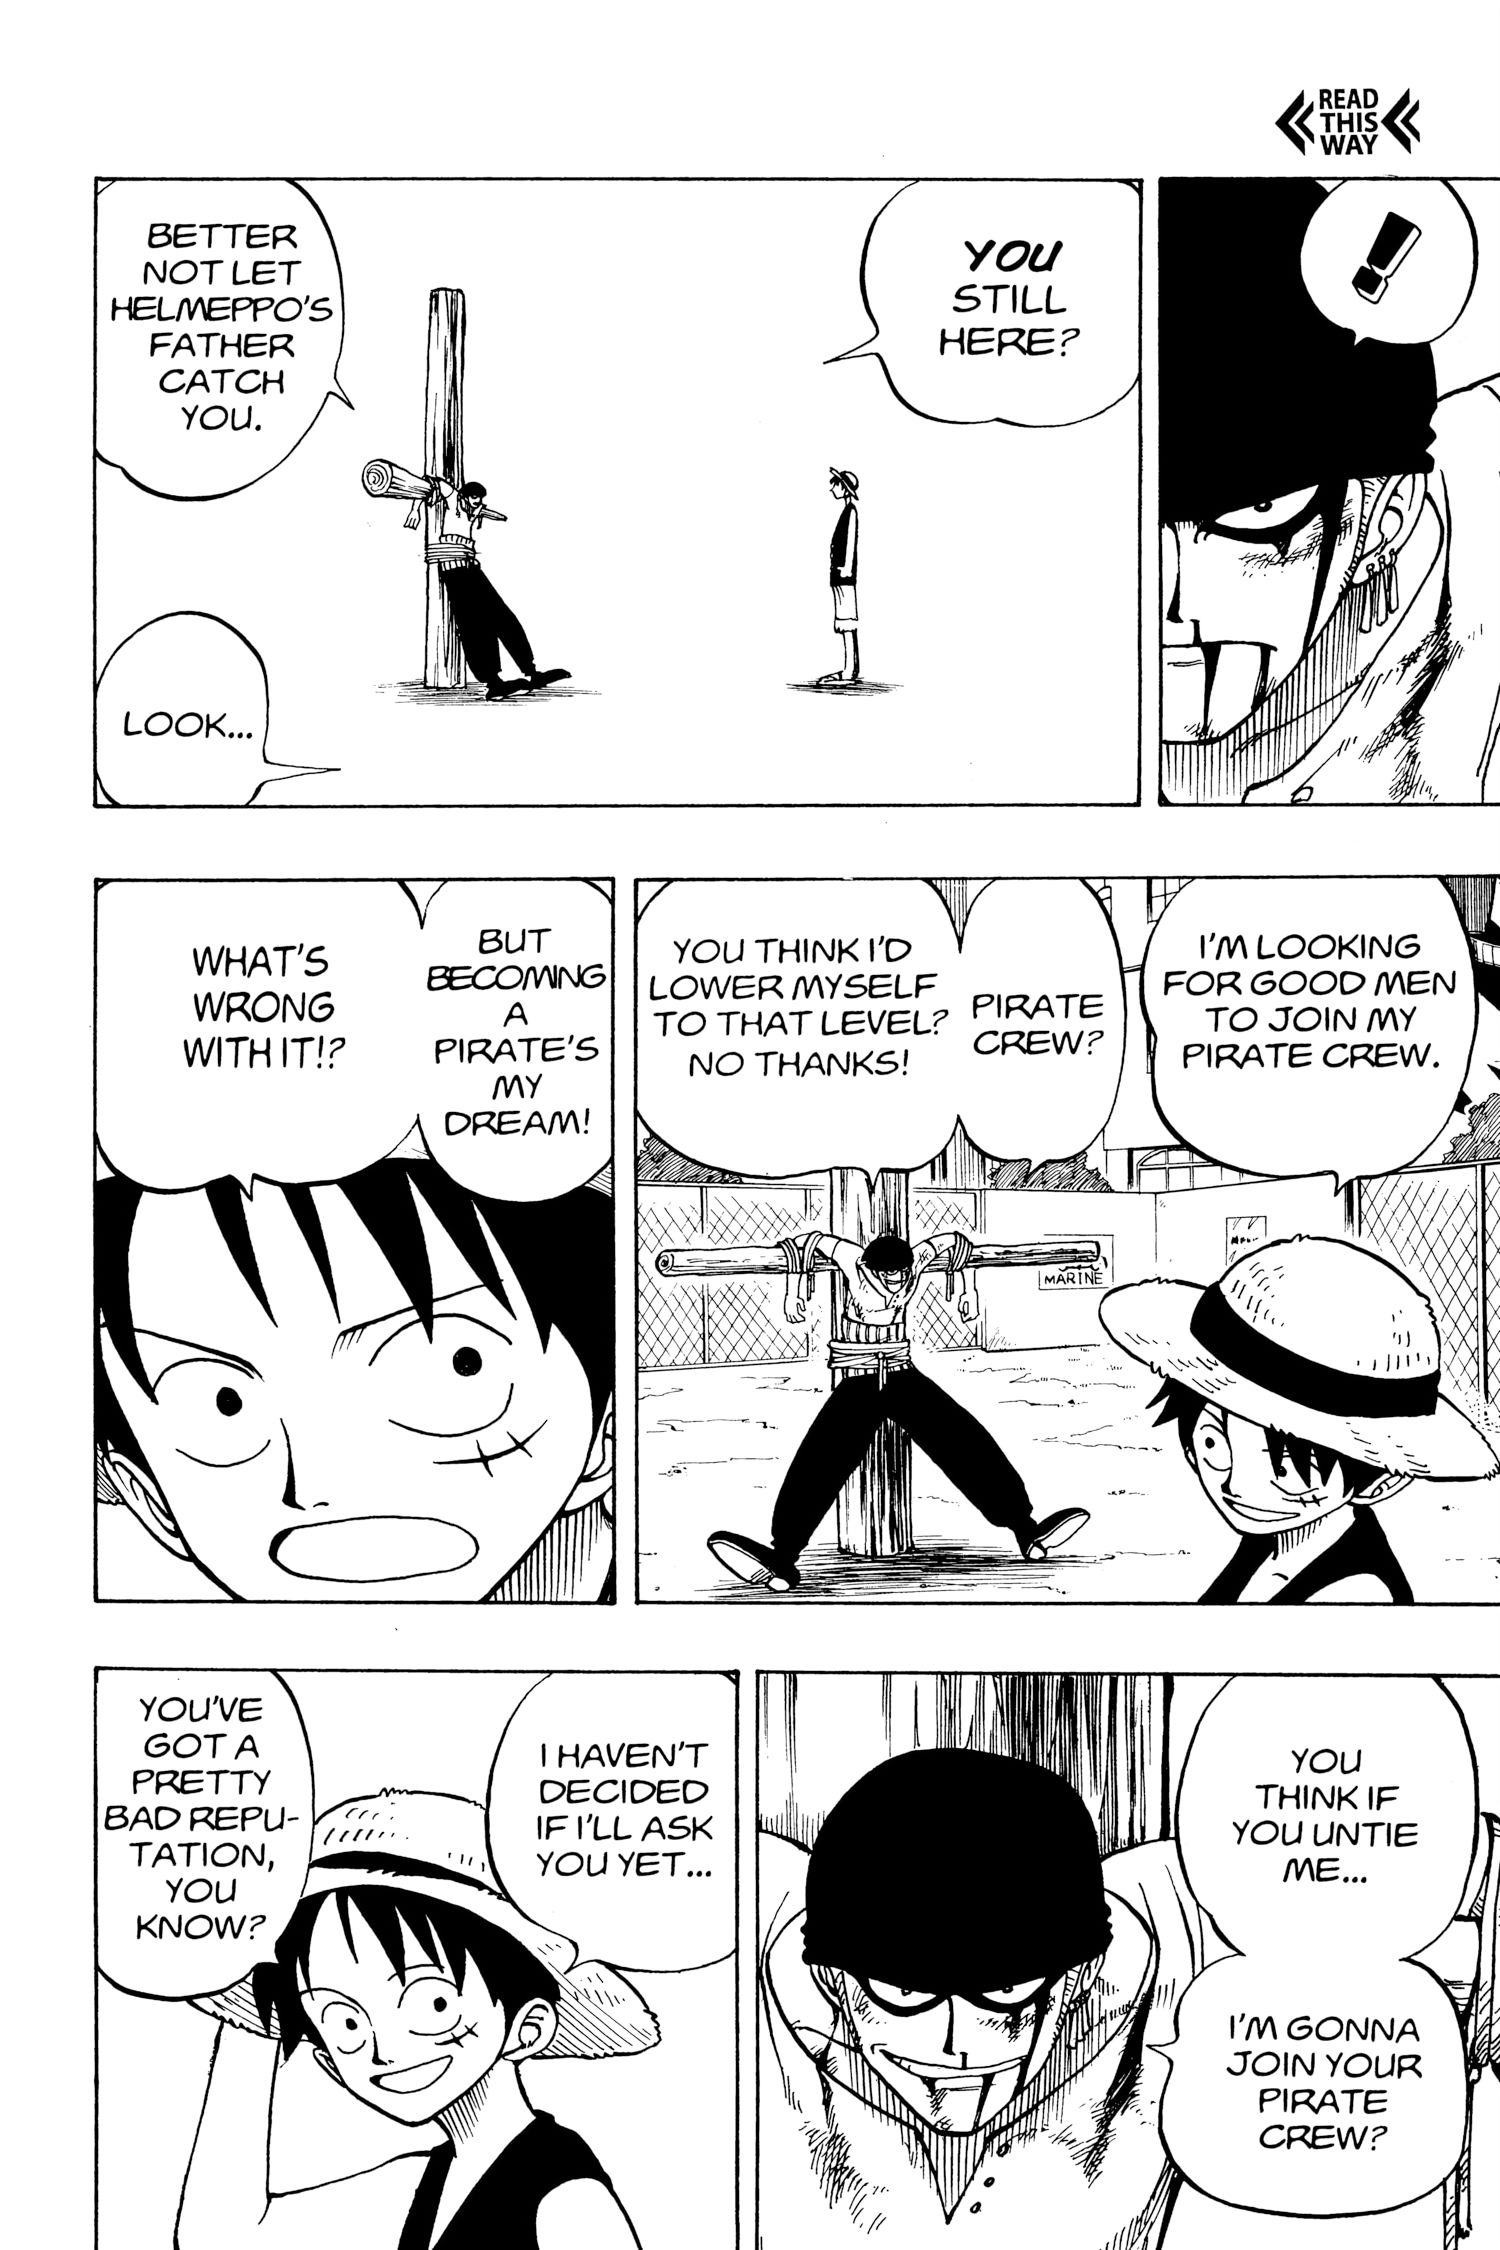 READ
THIS
WAY
!
YOU
STILL
HERE?
BETTER
NOT LET
HELMEPPO'S
FATHER
CATCH
YOU.
LOOK...
I'M LOOKING
FOR GOOD MEN
TO JOIN MY
PIRATE CREW.
PIRATE
CREW?
YOU THINK I'D
LOWER MYSELF
TO THAT LEVEL?
NO THANKS!
MARINE
BUT
BECOMING
A
PIRATE'S
MY
DREAM!
WHAT'S
WRONG
WITH IT!?
YOU
THINK IF
YOU UNTIE
ME...
I'M GONNA
JOIN YOUR
PIRATE
CREW?
I HAVEN'T
DECIDED
IF I'LL ASK
YOU YET...
YOU'VE
GOT A
PRETTY
BAD REPU-
TATION,
YOU
KNOW?